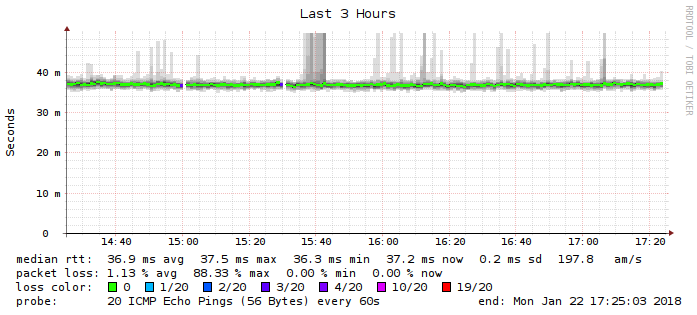 Last 3 Hours
RRDTOOL / TOBI OETIKER
Seconds
40 m
30 m
20 m
10 m
0
14:40 15:00 15:20 15:40 16:00 16:20 16:40 17:00 17:20
median rtt: 36.9 ms avg 37.5 ms max 36.3 ms min 37.2 ms now 0.2 ms sd 197.8 am/s
packet loss: 1.13 % avg 88.33 % max 0.00 % min 0.00 % now
loss color: 0 1/20 2/20 3/20 4/20 10/20 19/20
probe: 20 ICMP Echo Pings (56 Bytes) every 60s end: Mon Jan 22 17:25:03 2018